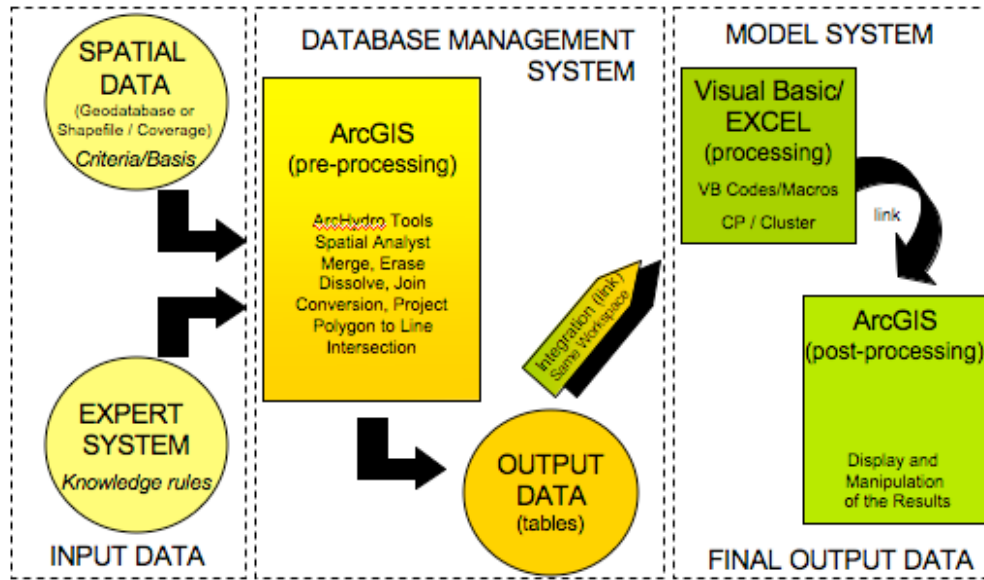 SPATIAL
DATA
(Geodatabase or
Shapefile / Coverage)
Criteria/Basis
EXPERT
SYSTEM
Knowledge rules
INPUT DATA
DATABASE MANAGEMENT
SYSTEM
ArcGIS
(pre-processing)
ArcHydro Tools
Spatial Analyst
Merge, Erase
Dissolve, Join
Conversion, Project
Polygon to Line
Intersection
Integration (link)
Same Workspace
OUTPUT
DATA
(tables)
MODEL SYSTEM
Visual Basic/
EXCEL
(processing)
VB Codes/Macros
CP / Cluster
link
ArcGIS
(post-processing)
Display and
Manipulation
of the Results
FINAL OUTPUT DATA